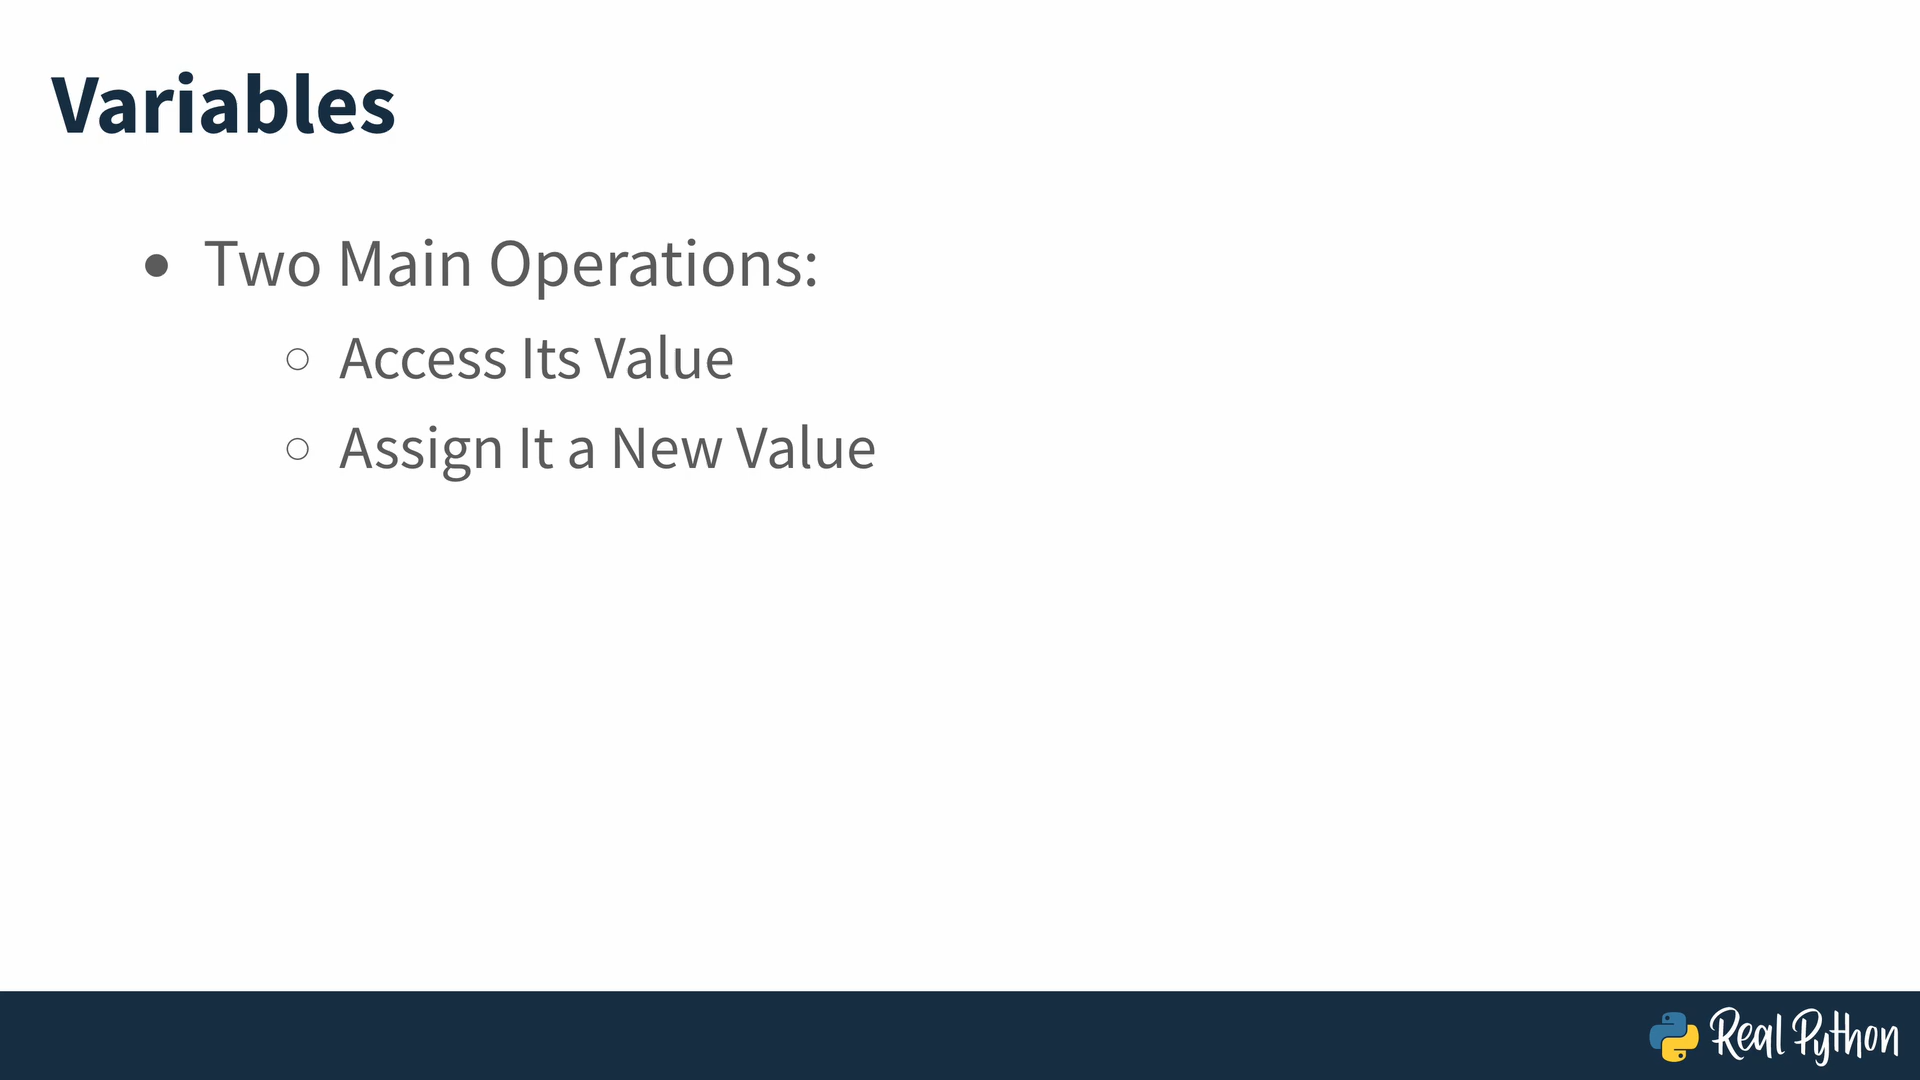 Variables
• Two Main Operations:
○ Access Its Value
○ Assign It a New Value
Real Python